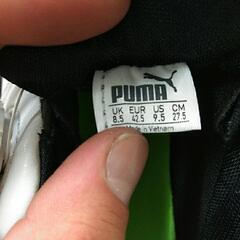 PUMA
UK EUR US CM
8.5 42.5 9.5 27.5
Made in Vietnam